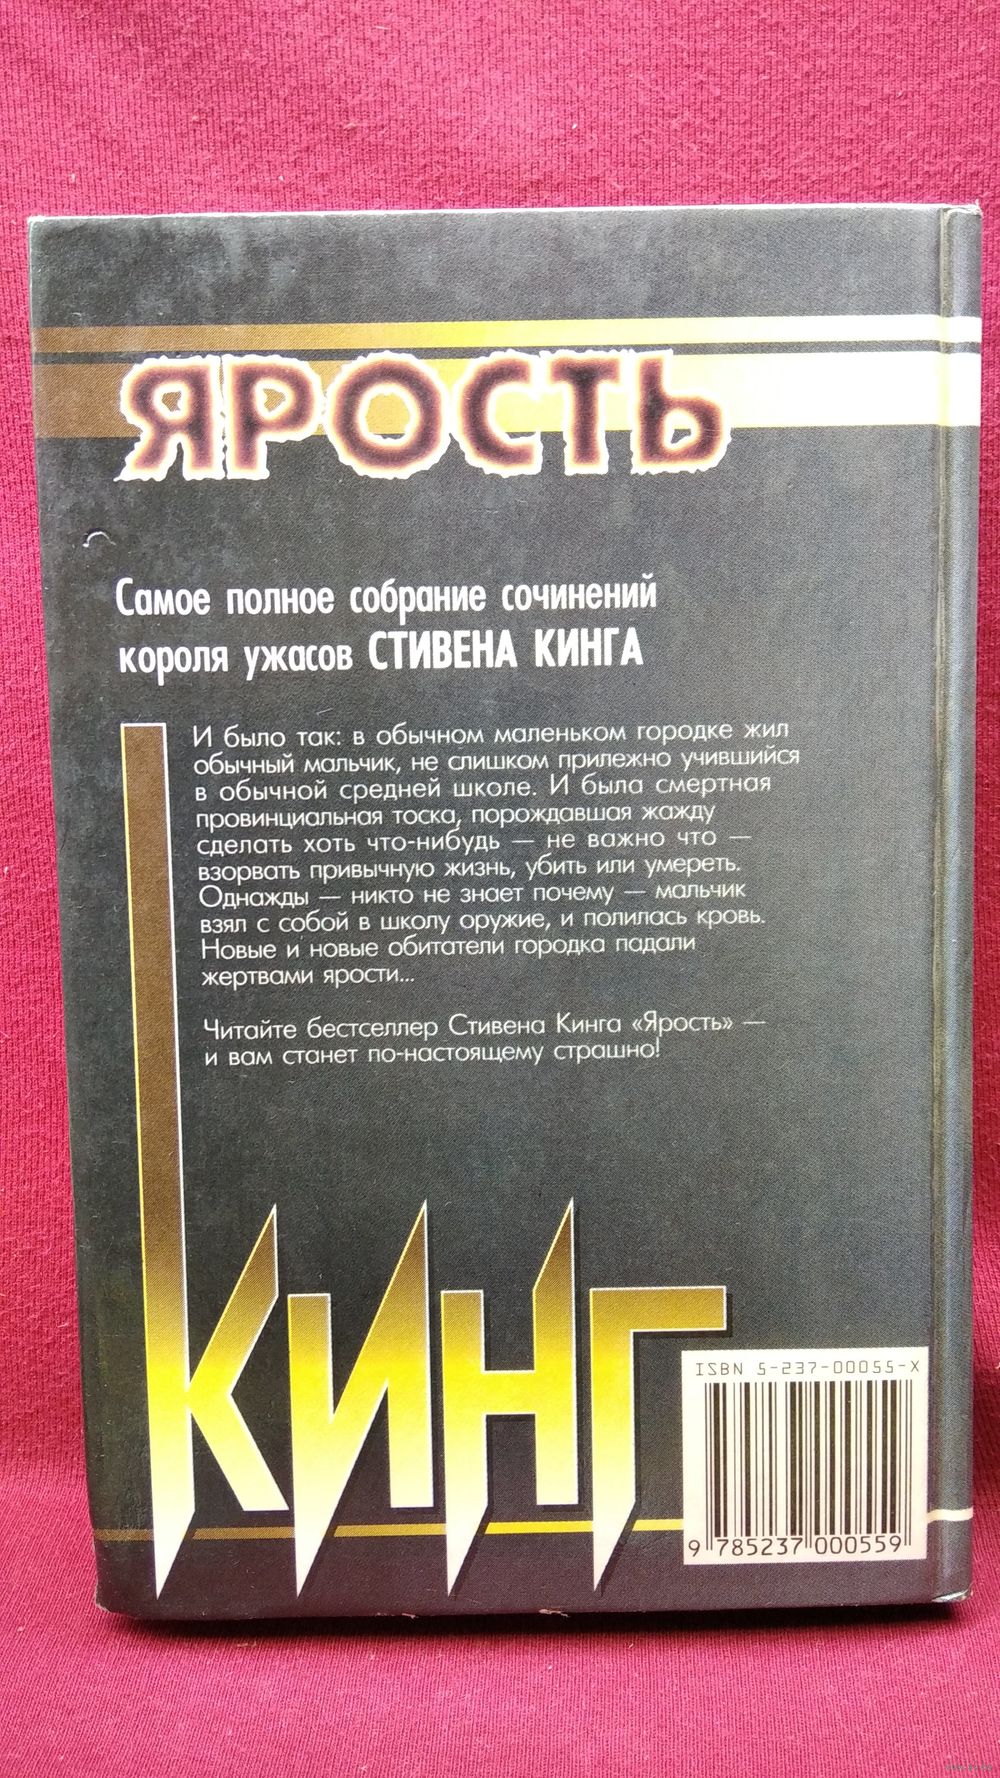 ЯРОСТЬ
Самое полное собрание сочинений
короля ужасов СТИВЕНА КИНГА
И было так: в обычном маленьком городке жил
обычный мальчик, не слишком прилежно учившийся
в обычной средней школе. И была смертная
провинциальная тоска, порождавшая жажду
сделать хоть что-нибудь — не важно что —
взорвать привычную жизнь, убить или умереть.
Однажды — никто не знает почему — мальчик
взял с собой в школу оружие, и полилась кровь.
Новые и новые обитатели городка падали
жертвами ярости...
Читайте бестселлер Стивена Кинга «Ярость» —
и вам станет по-настоящему страшно!
КИНГ
ISBN 5-237-00055-X
9 785237 000559